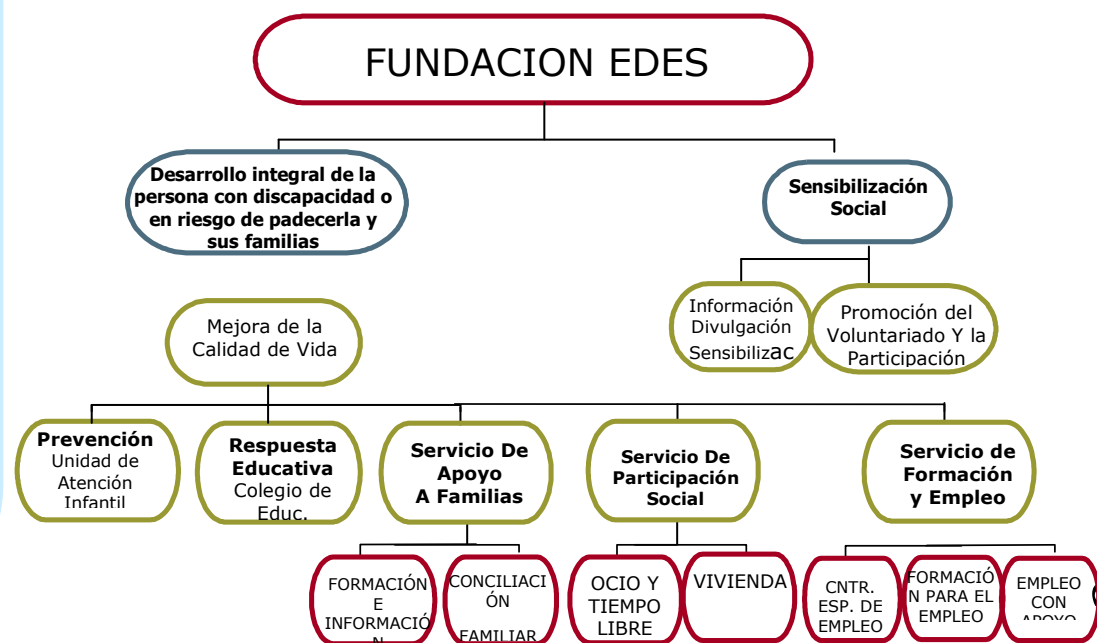 FUNDACION EDES
Desarrollo integral de la
persona con discapacidad o
en riesgo de padecerla y
sus familias
Sensibilización
Social
Información
Divulgación
Sensibilizac
Promoción del
Voluntariado Y la
Participación
Mejora de la
Calidad de Vida
Prevención
Unidad de
Atención
Infantil
Respuesta
Educativa
Colegio de
Educ.
Servicio De
Apoyo
A Familias
Servicio De
Participación
Social
Servicio de
Formación
y Empleo
FORMACIÓN
E
INFORMACIÓ
N
CONCILIACI
ÓN
FAMILIAR
OCIO Y
TIEMPO
LIBRE
VIVIENDA
CNTR.
ESP. DE
EMPLEO
FORMACIÓ
N PARA EL
EMPLEO
EMPLEO
CON
APOYO